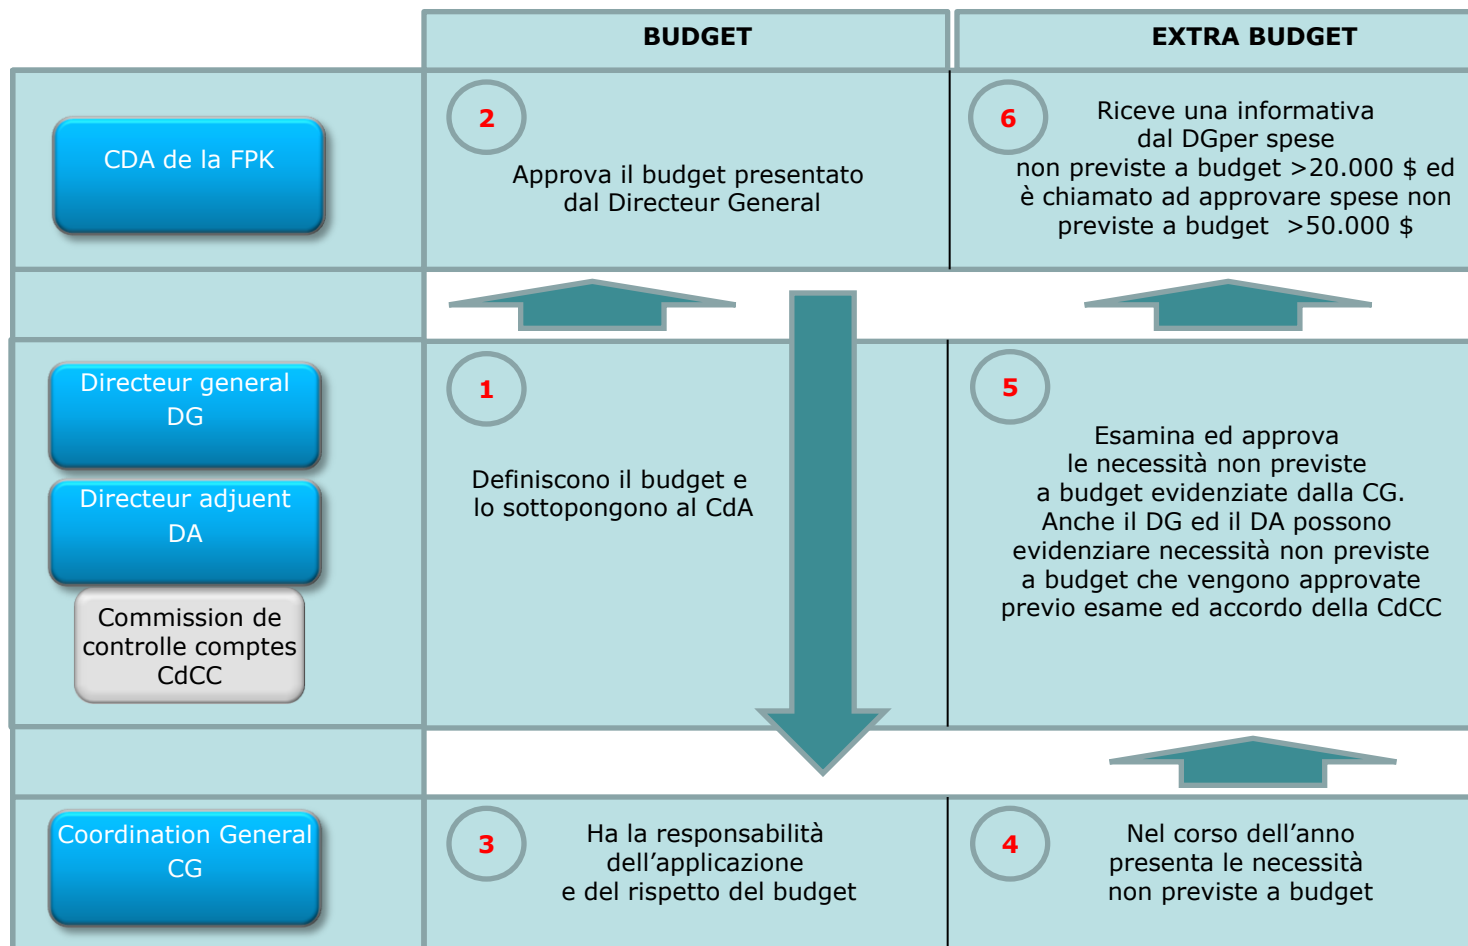 BUDGET
EXTRA BUDGET
CDA de la FPK
2
Approva il budget presentato
dal Directeur General
6
Riceve una informativa
dal DGper spese
non previste a budget >20.000 $ ed
è chiamato ad approvare spese non
previste a budget  >50.000 $
Directeur general
DG
Directeur adjuent
DA
Commission de
controlle comptes
CdCC
1
Definiscono il budget e
lo sottopongono al CdA
5
Esamina ed approva
le necessità non previste
a budget evidenziate dalla CG.
Anche il DG ed il DA possono
evidenziare necessità non previste
a budget che vengono approvate
previo esame ed accordo della CdCC
Coordination General
CG
3
Ha la responsabilità
dell’applicazione
e del rispetto del budget
4
Nel corso dell’anno
presenta le necessità
non previste a budget